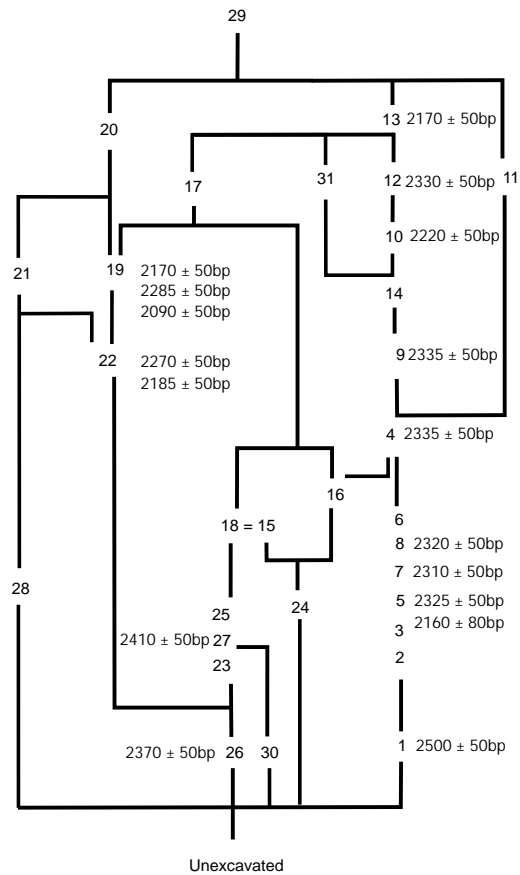 29
13 2170 ± 50bp
20
17
31
12 2330 ± 50bp
11
10 2220 ± 50bp
21
19 2170 ± 50bp
2285 ± 50bp
2090 ± 50bp
14
22 2270 ± 50bp
2185 ± 50bp
9 2335 ± 50bp
4 2335 ± 50bp
16
18 = 15
6
8 2320 ± 50bp
7 2310 ± 50bp
28
5 2325 ± 50bp
24
25
3 2160 ± 80bp
2410 ± 50bp 27
23
2
2370 ± 50bp 26
30
1 2500 ± 50bp
Unexcavated